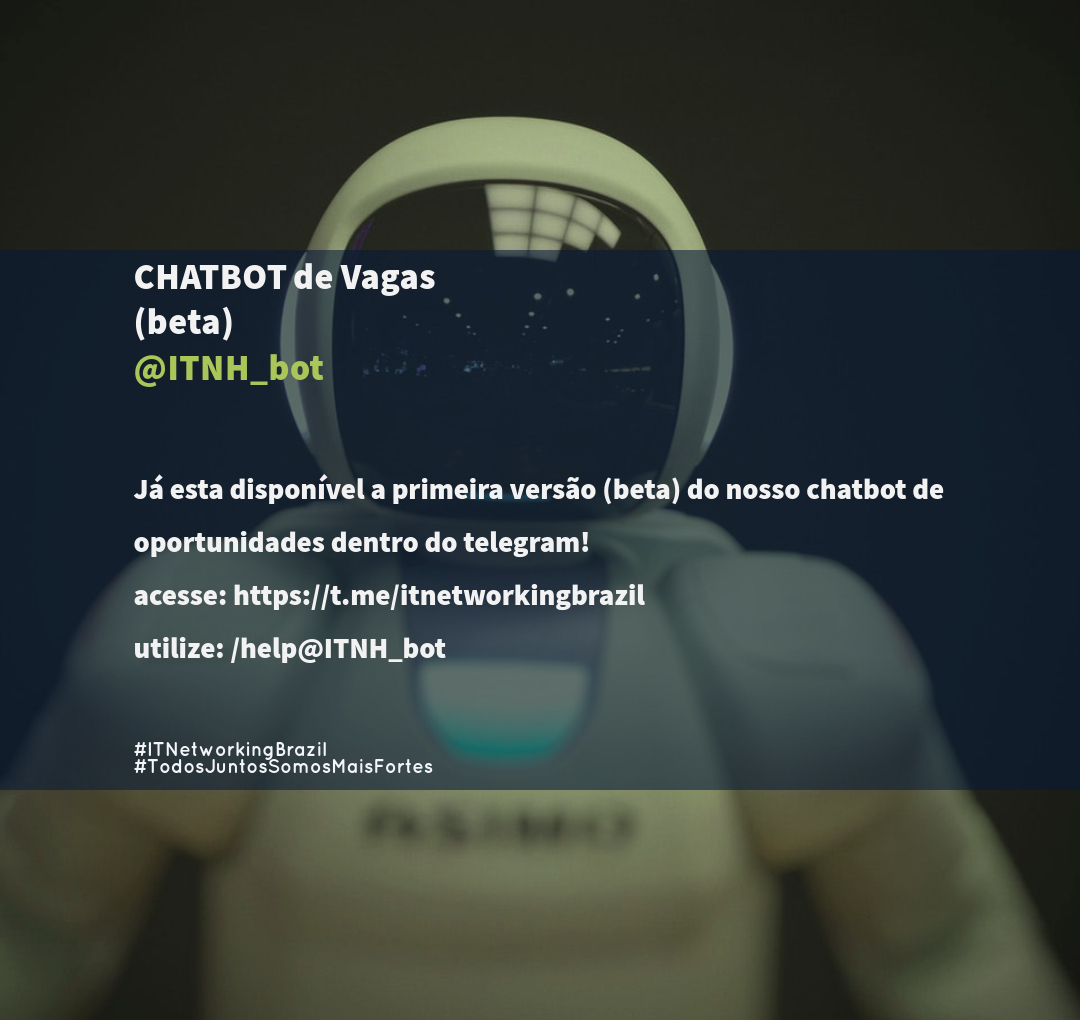 CHATBOT de Vagas
(beta)
@ITNH_bot
Já esta disponível a primeira versão (beta) do nosso chatbot de
oportunidades dentro do telegram!
acesse: https://t.me/itnetworkingbrazil
utilize: /help@ITNH_bot
#ITNetworkingBrazil
#TodosJuntosSomosMaisFortes
ASIMO